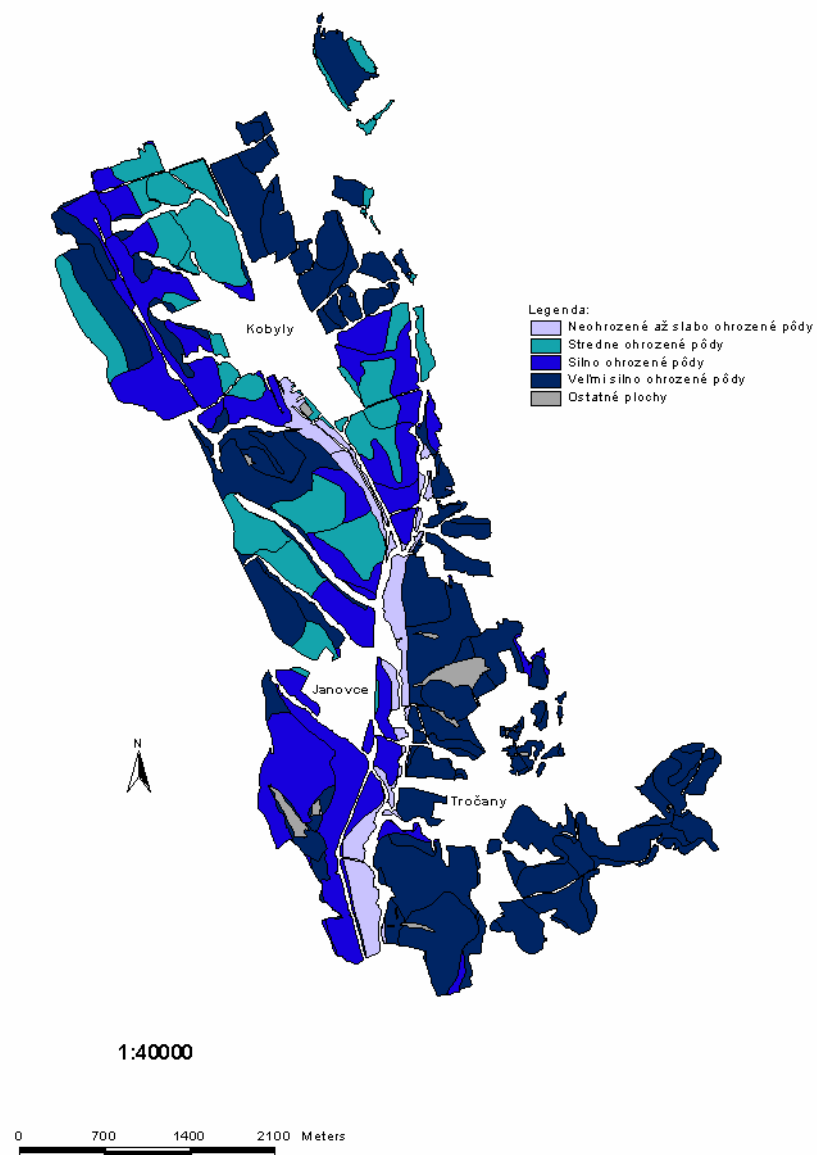 Kobyly
Legenda:
Neohrozené až slabo ohrozené pôdy
Stredne ohrozené pôdy
Silno ohrozené pôdy
Veľmi silno ohrozené pôdy
Ostatné plochy
Janovce
N
Tročany
1:40000
0 700 1400 2100 Meters